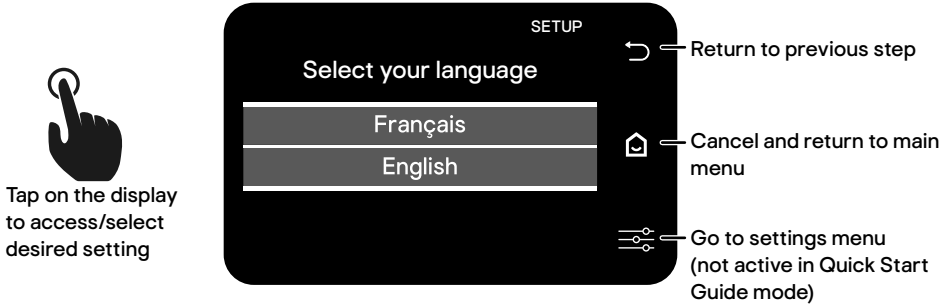 SETUP
Select your language
Français
English
Tap on the display
to access/select
desired setting
Return to previous step
Cancel and return to main
menu
Go to settings menu
(not active in Quick Start
Guide mode)